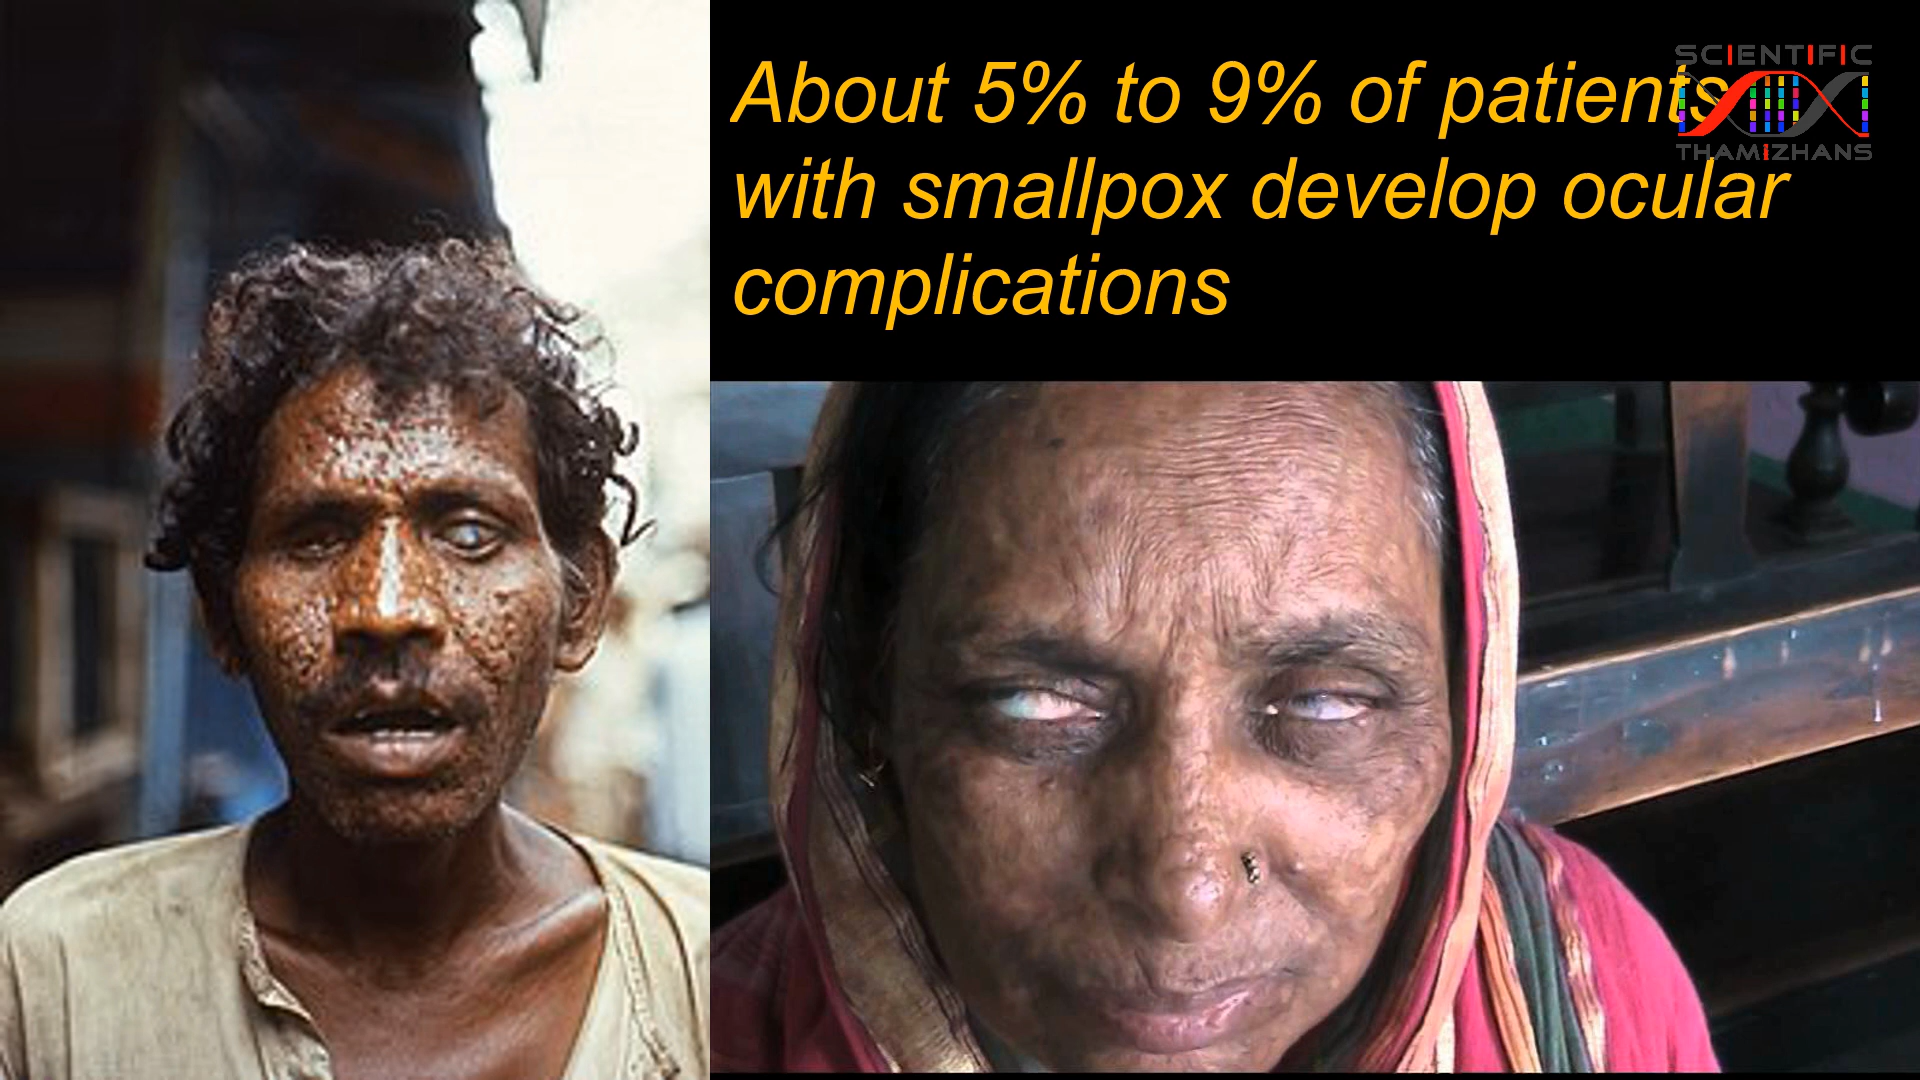 About 5% to 9% of patients
with smallpox develop ocular
complications
SCIENTIFIC
THAMIZHANS